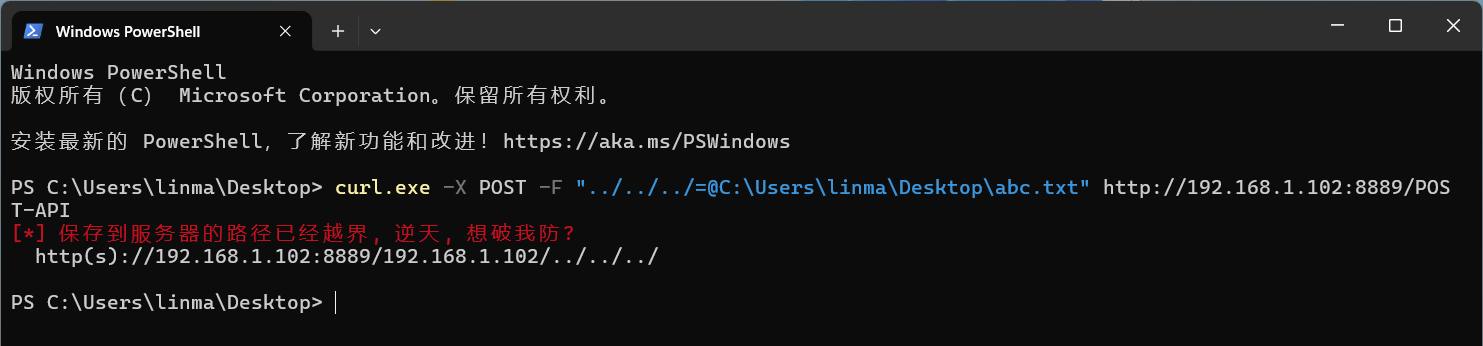 Windows PowerShell
Windows PowerShell
版权所有 (C) Microsoft Corporation。保留所有权利。
安装最新的 PowerShell，了解新功能和改进！https://aka.ms/PSWindows
PS C:\Users\linma\Desktop> curl.exe -X POST -F "../../../=@C:\Users\linma\Desktop\abc.txt" http://192.168.1.102:8889/POS
T-API
[*] 保存到服务器的路径已经越界，逆天，想破我防?
http(s)://192.168.1.102:8889/192.168.1.102/../../../
PS C:\Users\linma\Desktop>